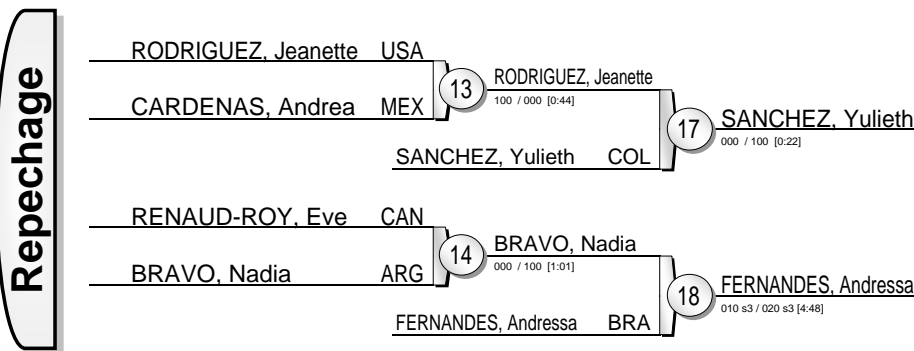 Repechage
RODRIGUEZ, Jeanette USA
13
RODRIGUEZ, Jeanette
100 / 000 [0:44]
CARDENAS, Andrea MEX
17
SANCHEZ, Yulieth
000 / 100 [0:22]
SANCHEZ, Yulieth COL
RENAUD-ROY, Eve CAN
14
BRAVO, Nadia
000 / 100 [1:01]
BRAVO, Nadia ARG
18
FERNANDES, Andressa
010 s3 / 020 s3 [4:48]
FERNANDES, Andressa BRA